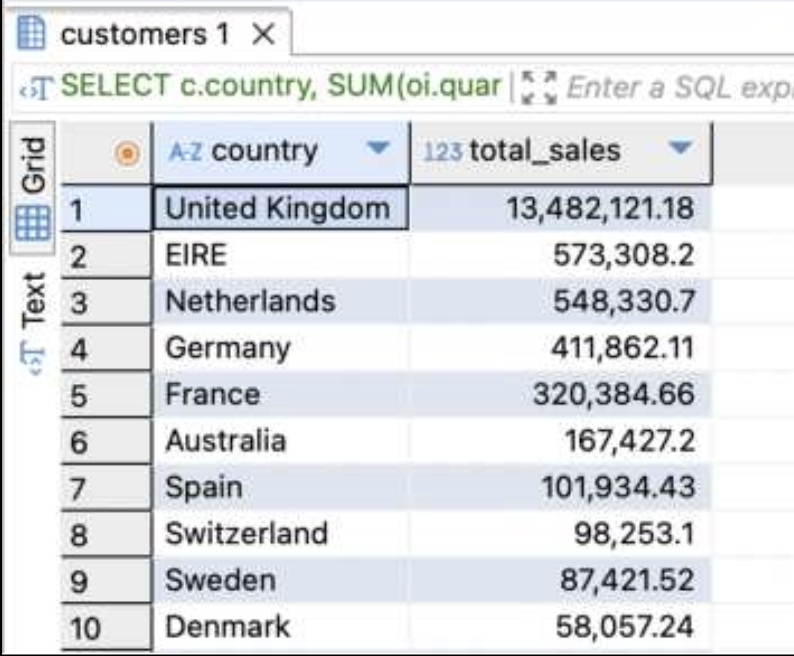 customers 1 ×
SELECT c.country, SUM(oi.quar Enter a SQL exp
Grid
Text
A-Z country 123 total_sales
1 United Kingdom 13,482,121.18
2 EIRE 573,308.2
3 Netherlands 548,330.7
4 Germany 411,862.11
5 France 320,384.66
6 Australia 167,427.2
7 Spain 101,934.43
8 Switzerland 98,253.1
9 Sweden 87,421.52
10 Denmark 58,057.24